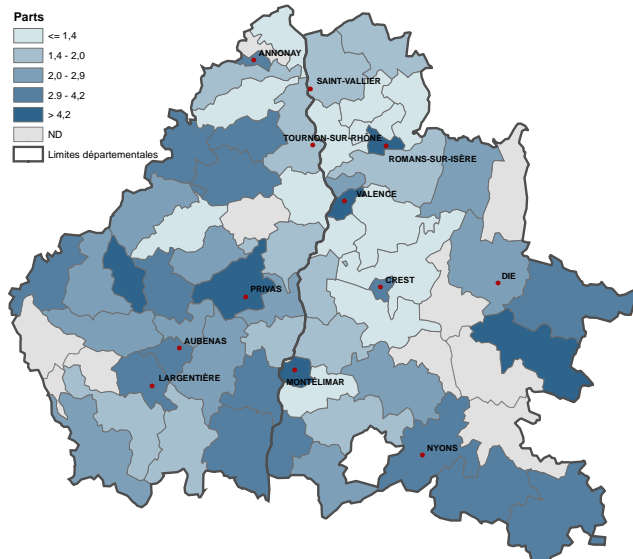 Parts
<= 1,4
1,4 - 2,0
2,0 - 2,9
2.9 - 4,2
> 4,2
ND
Limites départementales
ANNONAY
SAINT-VALLIER
TOURNON-SUR-RHÔNE
ROMANS-SUR-ISÈRE
VALENCE
CREST
DIE
PRIVAS
AUBENAS
LARGENTIÈRE
MONTÉLIMAR
NYONS